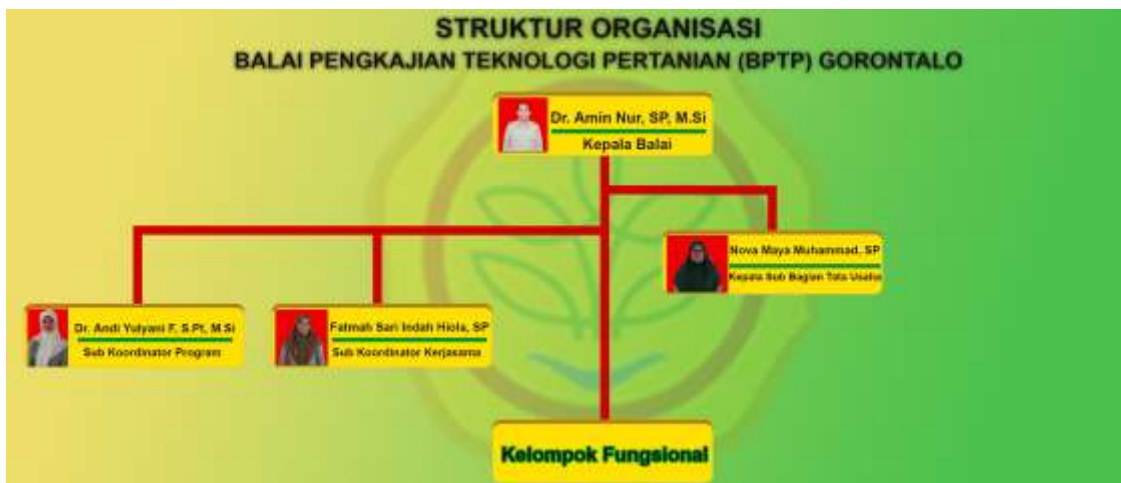 STRUKTUR ORGANISASI
BALAI PENGKAJIAN TEKNOLOGI PERTANIAN (BPTP) GORONTALO
Dr. Amin Nur, SP, M.Si
Kepala Balai
Nova Maya Muhammad, SP
Kepala Sub Bagian Tata Usaha
Dr. Andi Yulyani F, S.Pt, M.Si
Sub Koordinator Program
Fatmah Sari Indah Hiola, SP
Sub Koordinator Kerjasama
Kelompok Fungsional